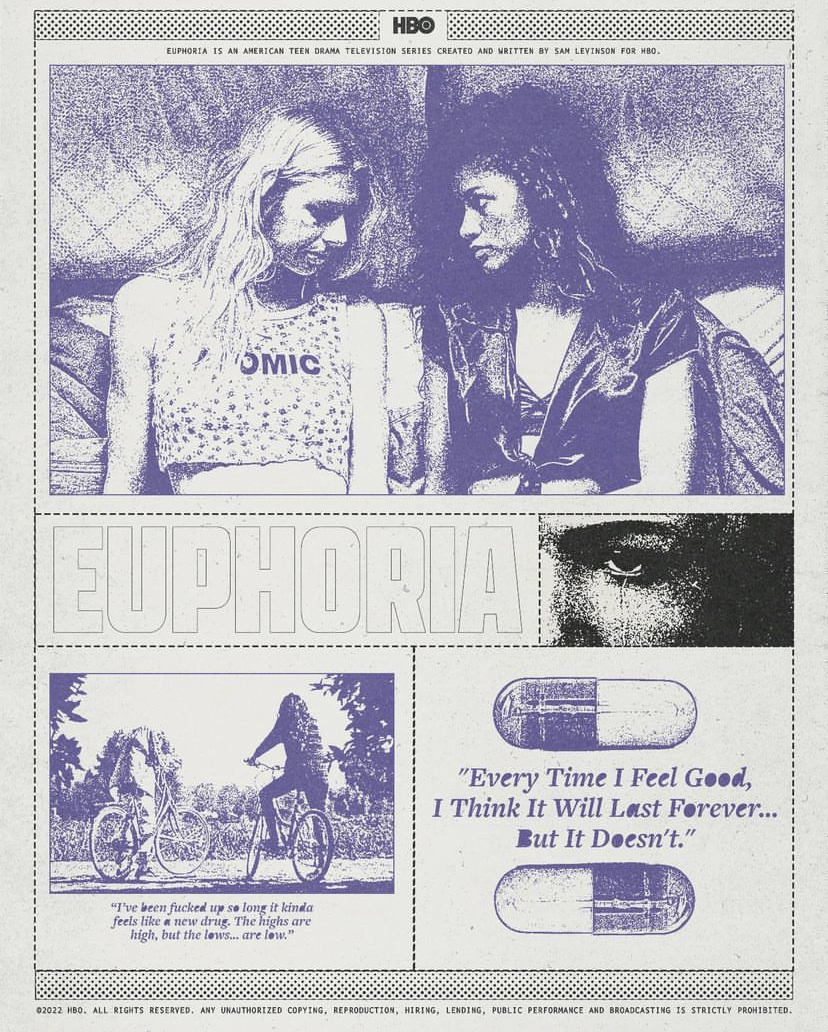 HBO
EUPHORIA IS AN AMERICAN TEEN DRAMA TELEVISION SERIES CREATED AND WRITTEN BY SAM LEVINSON FOR HBO.
OMIC
EUPHORIA
"Every Time I Feel Good,
I Think It Will Last Forever...
But It Doesn't."
“I've been fucked up so long it kinda
feels like a new drug. The highs are
high, but the lows... are low.”
©2022 HBO. ALL RIGHTS RESERVED. ANY UNAUTHORIZED COPYING, REPRODUCTION, HIRING, LENDING, PUBLIC PERFORMANCE AND BROADCASTING IS STRICTLY PROHIBITED.